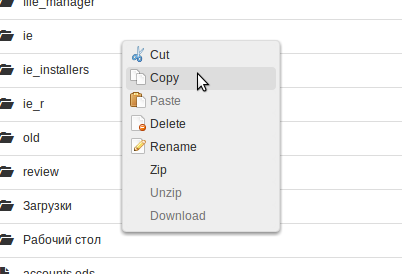 file_manager
ie
ie_installers
ie_r
old
review
Загрузки
Рабочий стол
accounts.ods
Cut
Copy
Paste
Delete
Rename
Zip
Unzip
Download